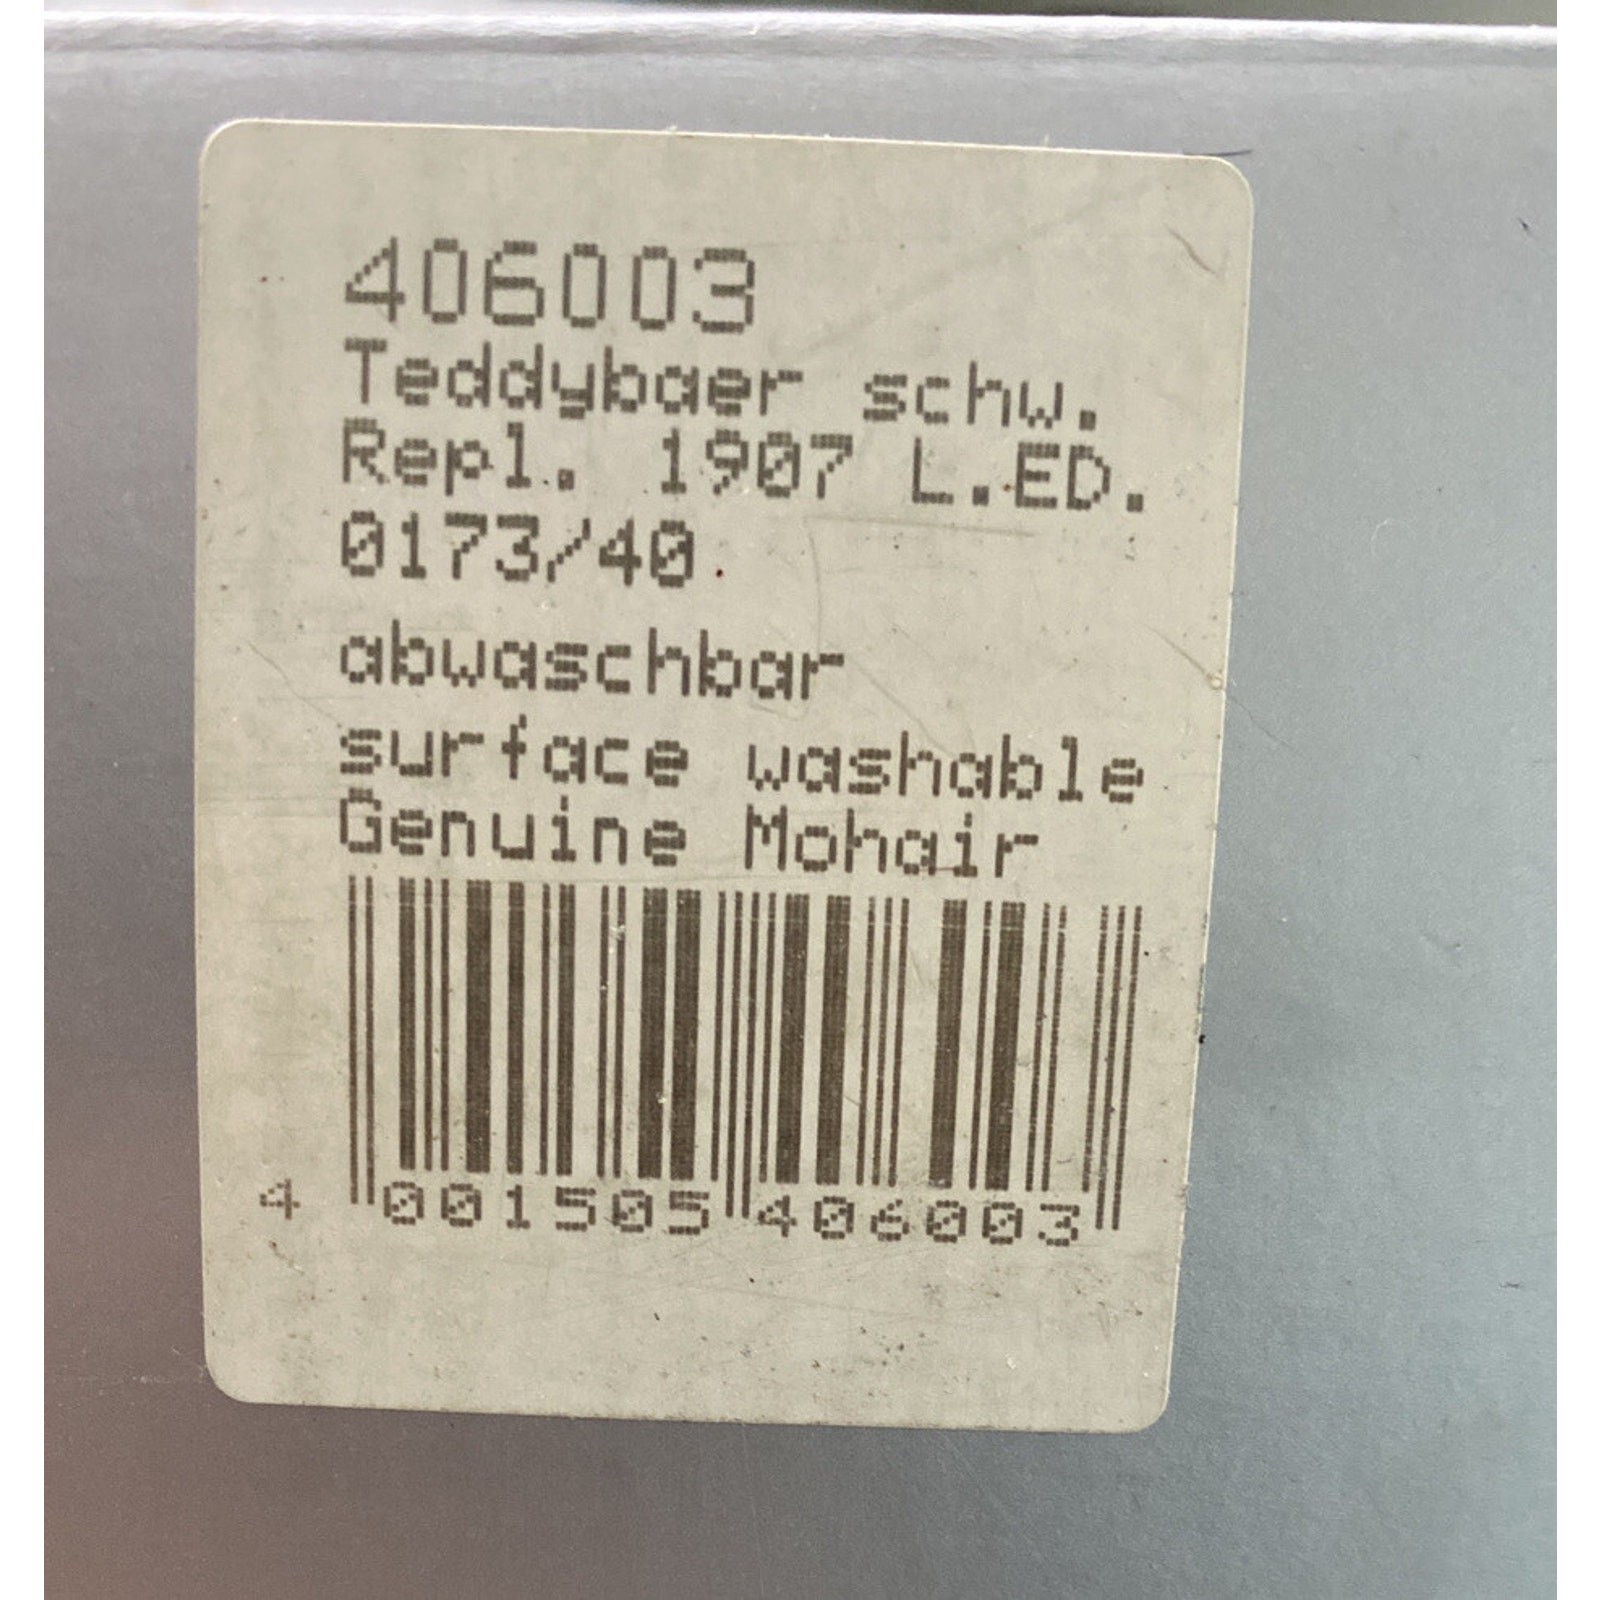 406003
Teddybaer schw.
Repl. 1907 L.ED.
0173/40
abwaschbar
surface washable
Genuine Mohair
4 001505 406003